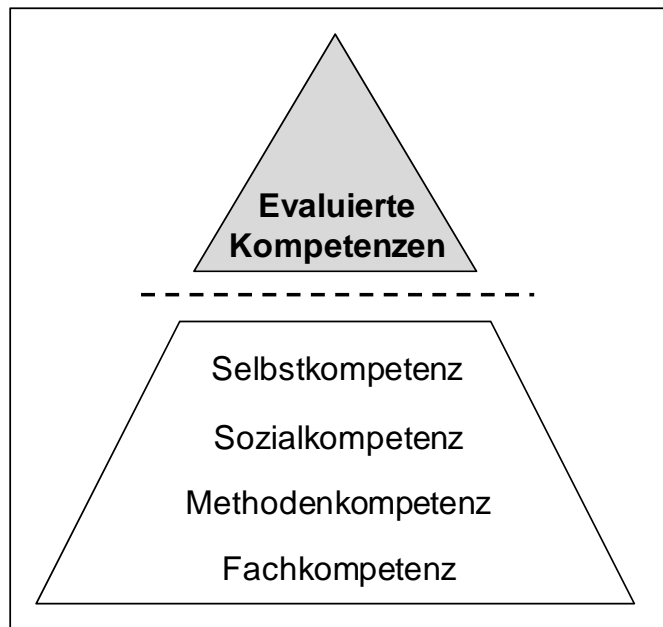 Evaluierte
Kompetenzen
Selbstkompetenz
Sozialkompetenz
Methodenkompetenz
Fachkompetenz